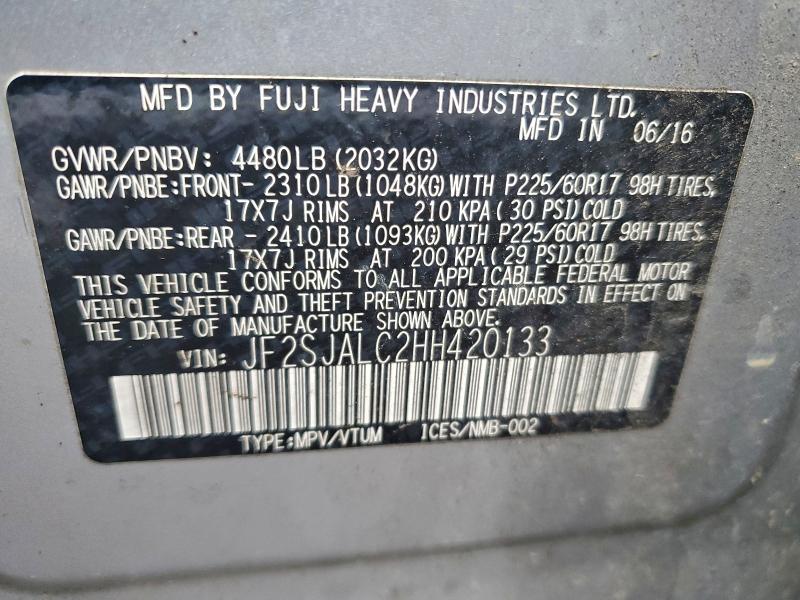 MFD BY FUJI HEAVY INDUSTRIES LTD.
MFD IN 06/16
GVWR/PNBV: 4480LB (2032KG)
GAWR/PNBE:FRONT- 2310LB (1048KG) WITH P225/60R17 98H TIRES,
17X7J RIMS AT 210 KPA (30 PSI) COLD
GAWR/PNBE:REAR - 2410LB (1093KG) WITH P225/60R17 98H TIRES,
17X7J RIMS AT 200 KPA (29 PSI) COLD
THIS VEHICLE CONFORMS TO ALL APPLICABLE FEDERAL MOTOR
VEHICLE SAFETY AND THEFT PREVENTION STANDARDS IN EFFECT ON
THE DATE OF MANUFACTURE SHOWN ABOVE.
VIN: JF2SJALC2HH420133
TYPE:MPV/VTUM ICES/NMB-002